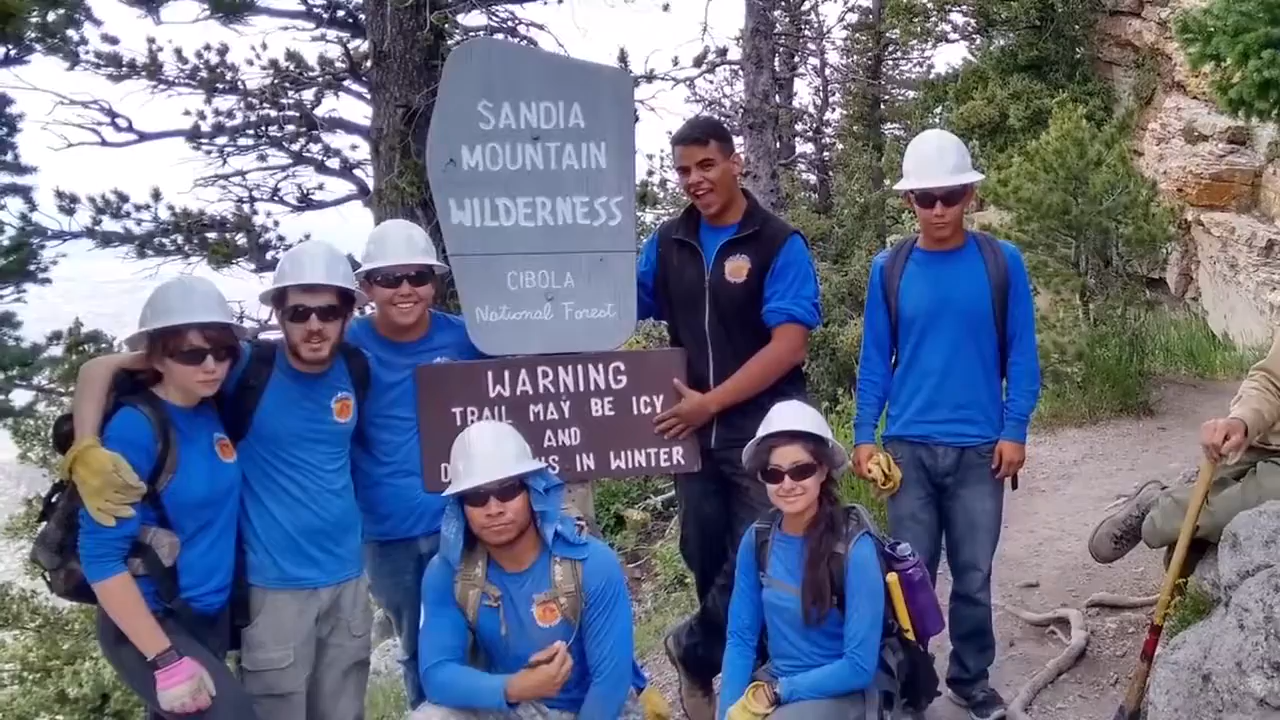 SANDIA
MOUNTAIN
WILDERNESS
CIBOLA
National Forest
WARNING
TRAIL MAY BE ICY
AND
IN WINTER